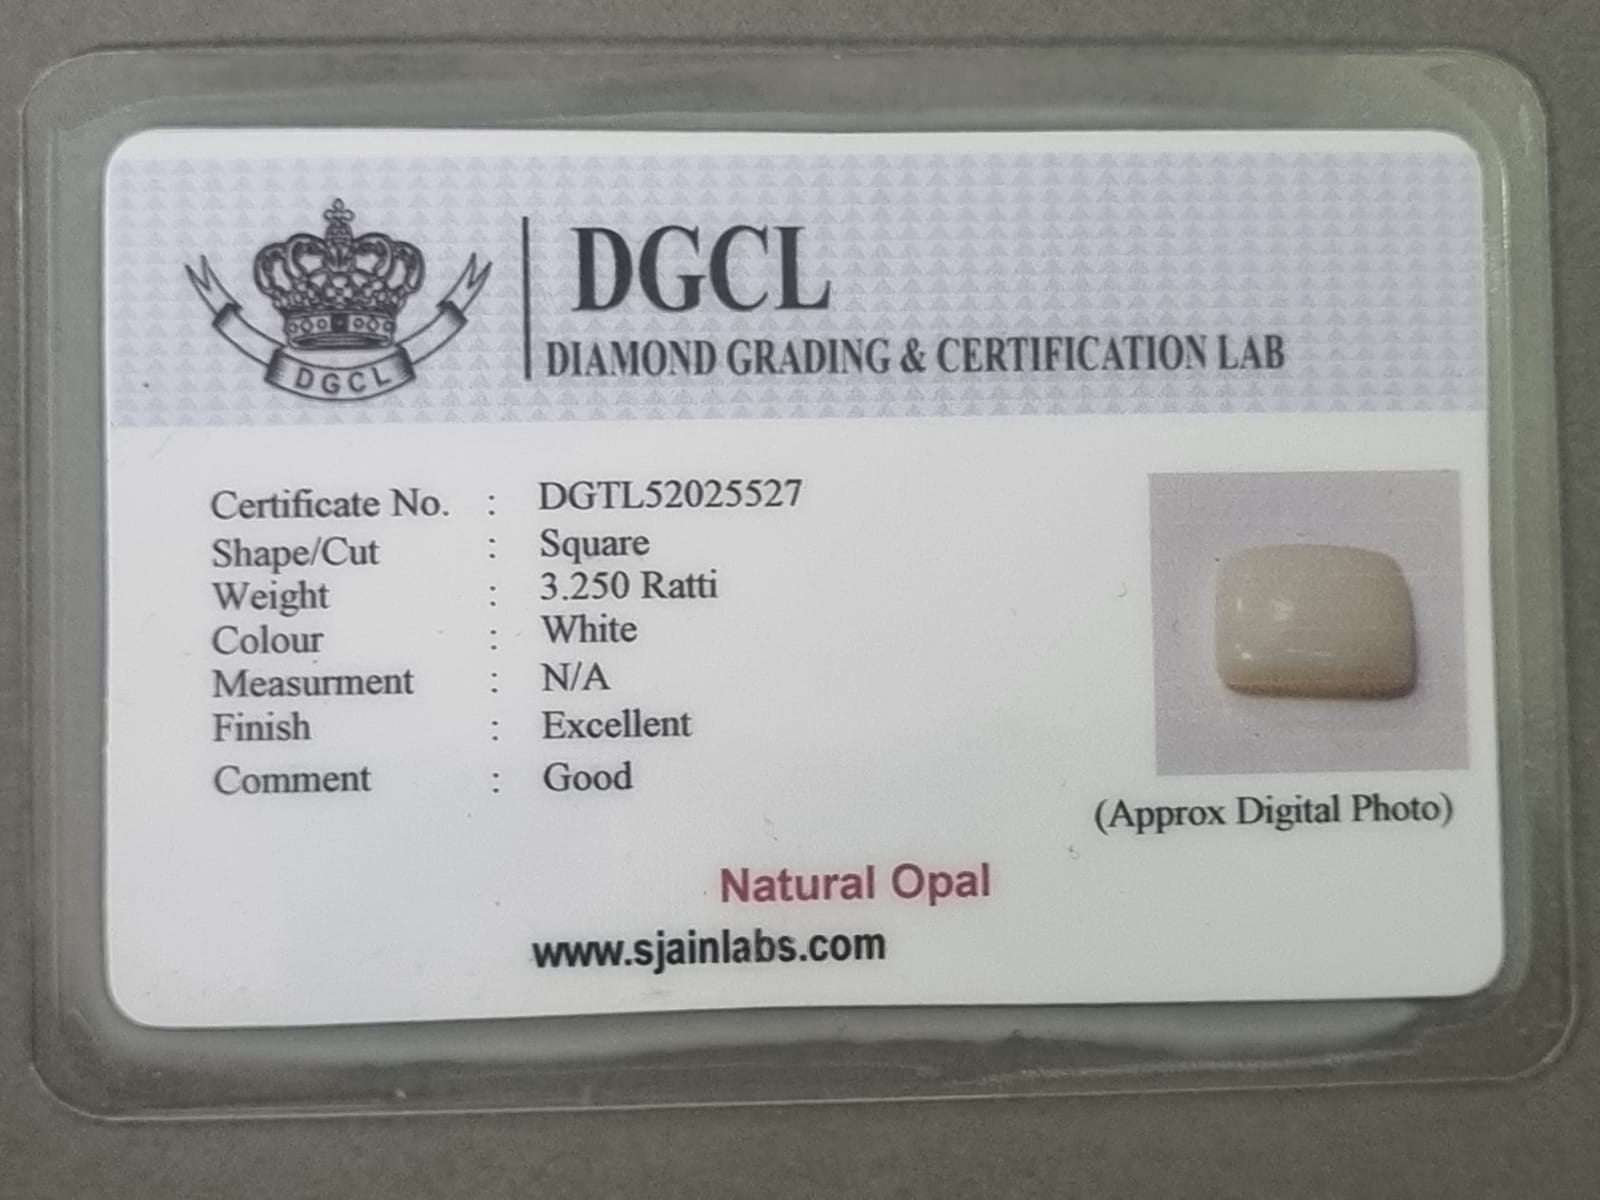 DGCL
DGCL
DIAMOND GRADING & CERTIFICATION LAB
Certificate No. : DGTL52025527
Shape/Cut : Square
Weight : 3.250 Ratti
Colour : White
Measurment : N/A
Finish : Excellent
Comment : Good
(Approx Digital Photo)
Natural Opal
www.sjainlabs.com